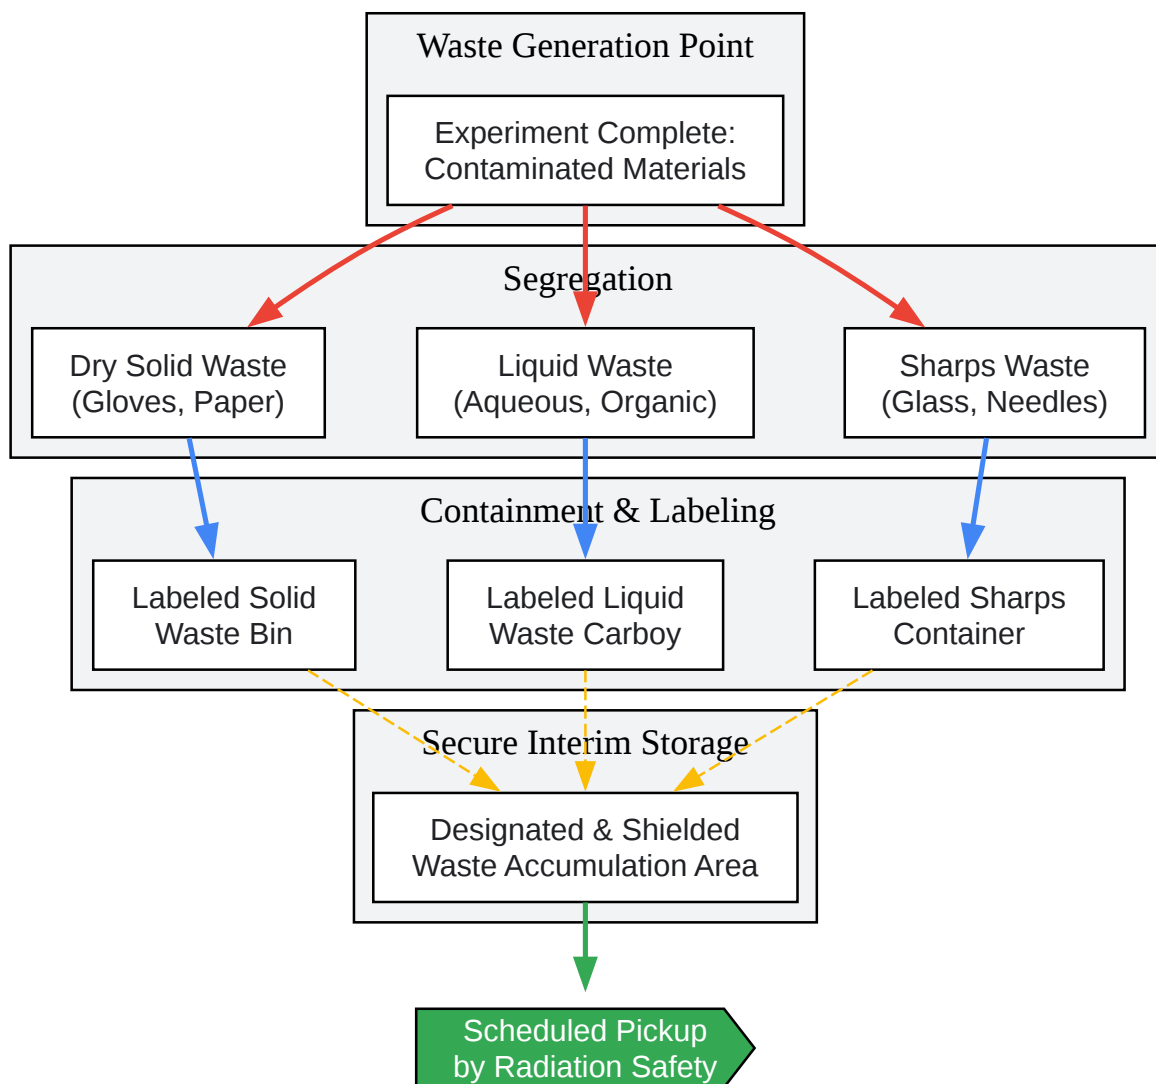 Waste Generation Point
Experiment Complete:
Contaminated Materials
Segregation
Dry Solid Waste
(Gloves, Paper)
Liquid Waste
(Aqueous, Organic)
Sharps Waste
(Glass, Needles)
Containment & Labeling
Labeled Solid
Waste Bin
Labeled Liquid
Waste Carboy
Labeled Sharps
Container
Secure Interim Storage
Designated & Shielded
Waste Accumulation Area
Scheduled Pickup
by Radiation Safety